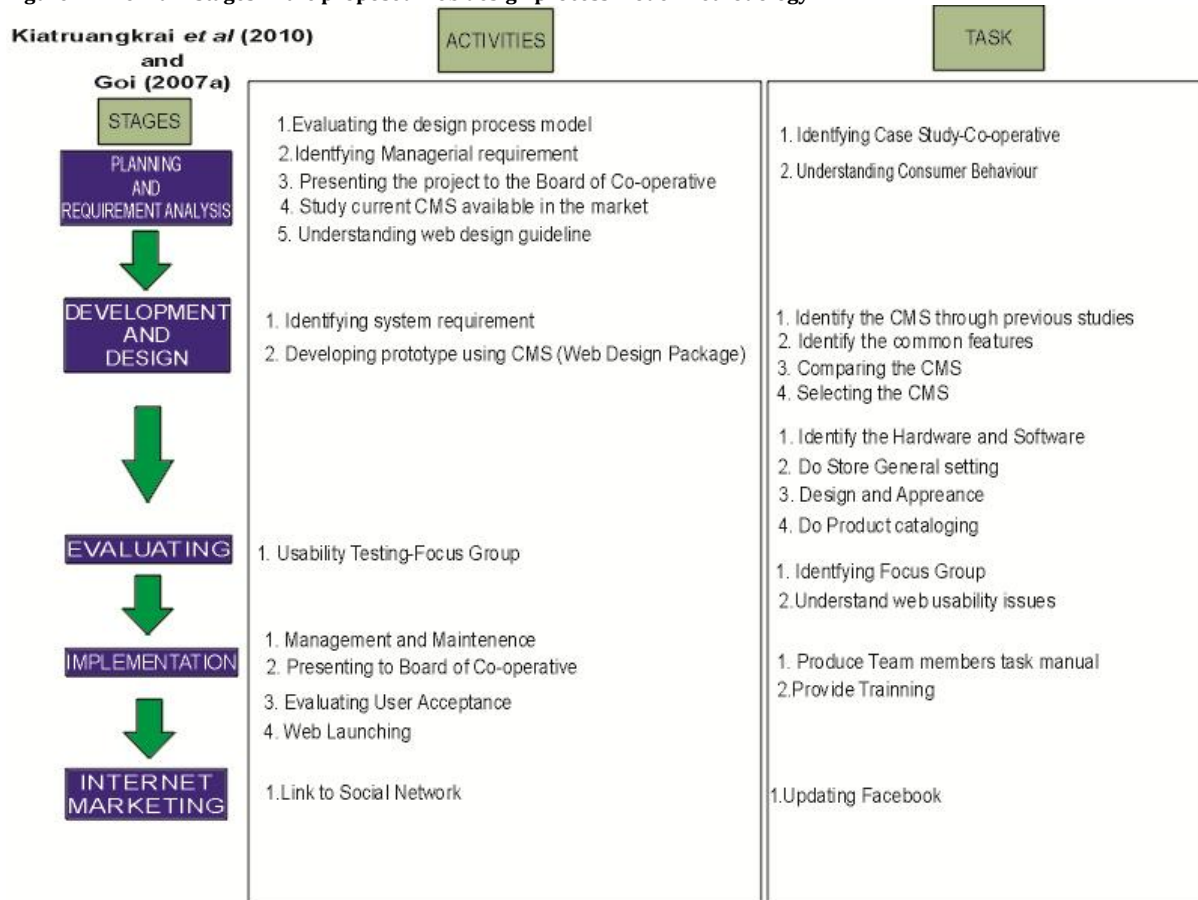 Kiatruangkrai et al (2010)
and
Goi (2007a)
STAGES
PLANNING
AND
REQUIREMENT ANALYSIS
DEVELOPMENT
AND
DESIGN
EVALUATING
IMPLEMENTATION
INTERNET
MARKETING
ACTIVITIES
1.Evaluating the design process model
2.Identfying Managerial requirement
3. Presenting the project to the Board of Co-operative
4. Study current CMS available in the market
5. Understanding web design guideline
1. Identifying system requirement
2. Developing prototype using CMS (Web Design Package)
1. Usability Testing-Focus Group
1. Management and Maintenence
2. Presenting to Board of Co-operative
3. Evaluating User Acceptance
4. Web Launching
1.Link to Social Network
TASK
1. Identfying Case Study-Co-operative
2. Understanding Consumer Behaviour
1. Identify the CMS through previous studies
2. Identify the common features
3. Comparing the CMS
4. Selecting the CMS
1. Identify the Hardware and Software
2. Do Store General setting
3. Design and Appreance
4. Do Product cataloging
1. Identfying Focus Group
2.Understand web usability issues
1. Produce Team members task manual
2.Provide Trainning
1.Updating Facebook